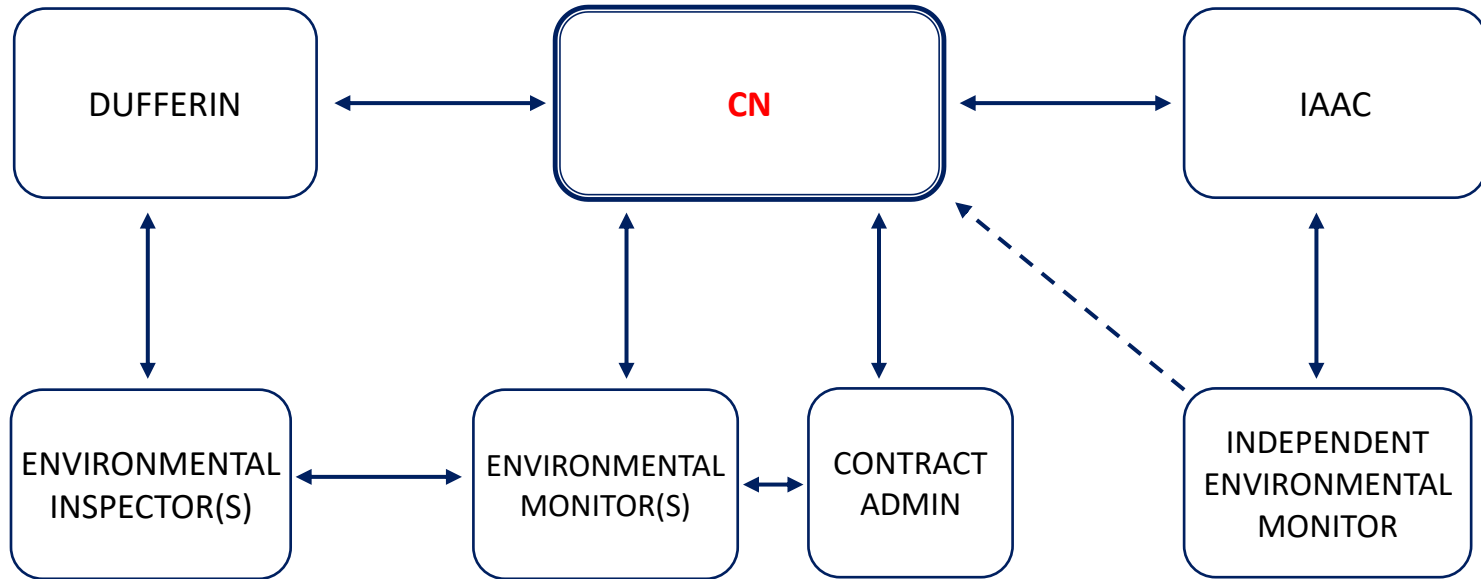 DUFFERIN
CN
IAAC
ENVIRONMENTAL
INSPECTOR(S)
ENVIRONMENTAL
MONITOR(S)
CONTRACT
ADMIN
INDEPENDENT
ENVIRONMENTAL
MONITOR